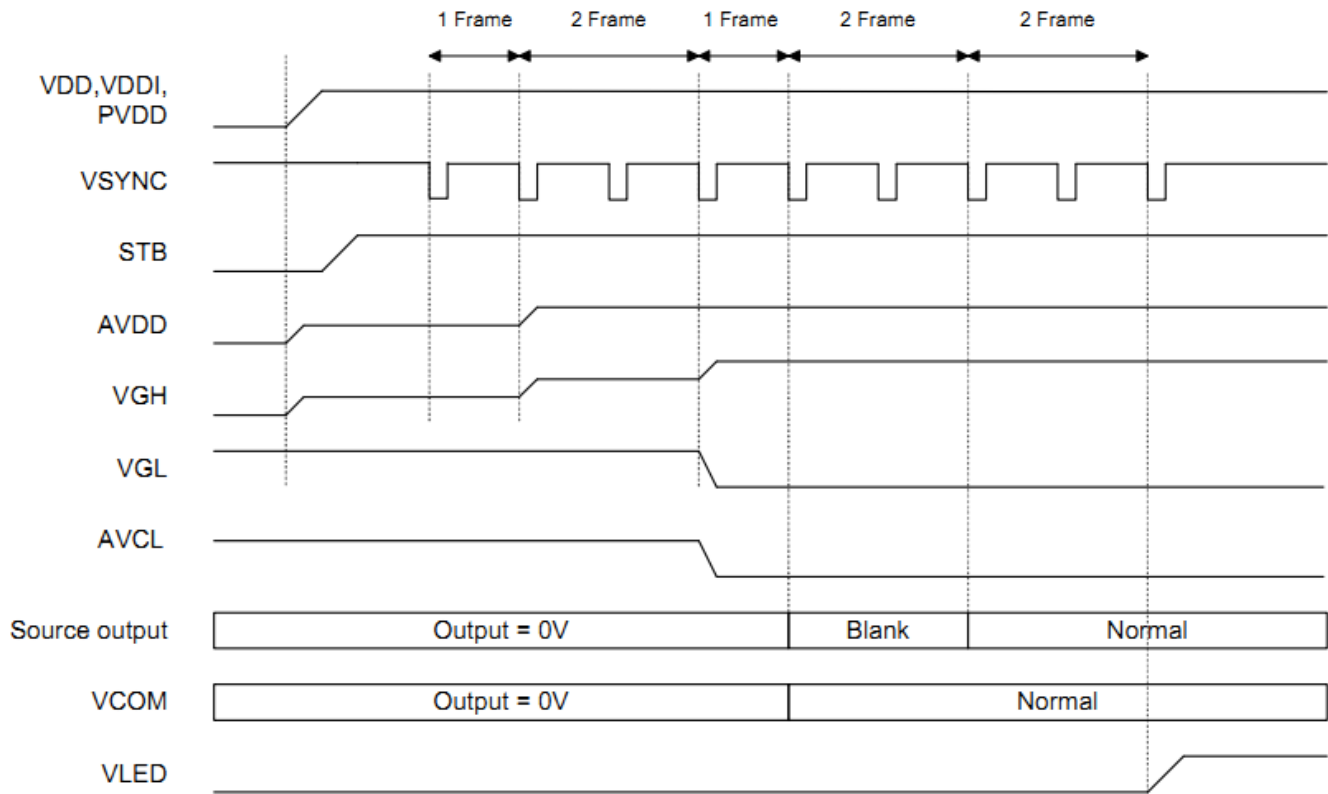 1 Frame 2 Frame 1 Frame 2 Frame 2 Frame
VDD,VDDI,
PVDD
VSYNC
STB
AVDD
VGH
VGL
AVCL
Source output Output = 0V Blank Normal
VCOM Output = 0V Normal
VLED